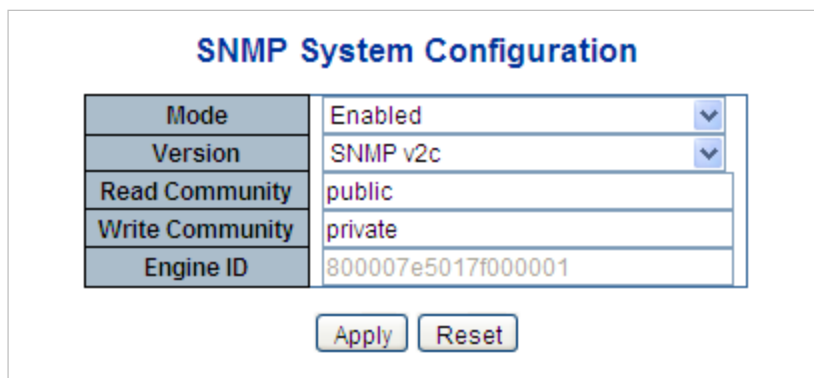 SNMP System Configuration
Mode Enabled
Version SNMP v2c
Read Community public
Write Community private
Engine ID 800007e5017f000001
Apply Reset